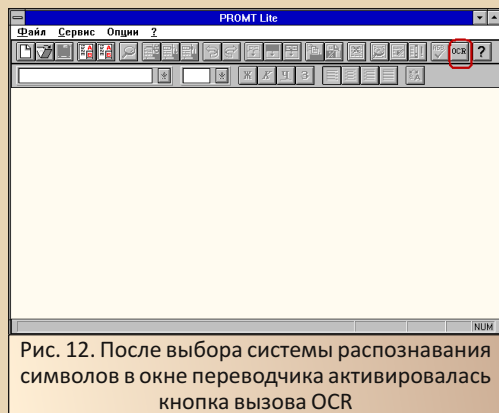 PROMT Lite
Файл Сервис Опции ?
OCR ?
Ж К Ч З
NUM
Рис. 12. После выбора системы распознавания
символов в окне переводчика активировалась
кнопка вызова OCR